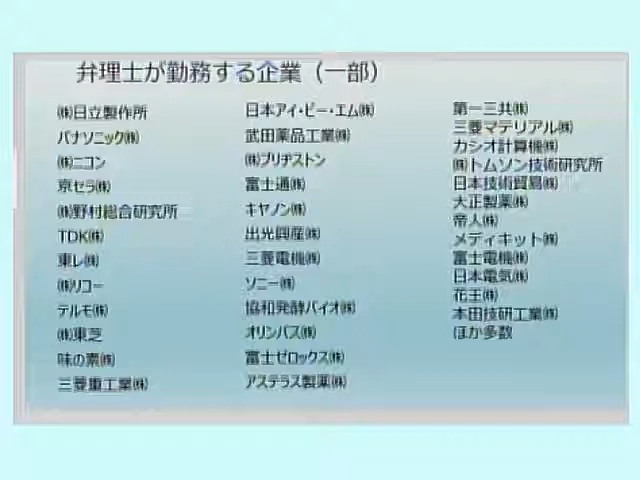 弁理士が勤務する企業（一部）
㈱日立製作所
パナソニック㈱
㈱ニコン
京セラ㈱
㈱野村総合研究所
TDK㈱
東レ㈱
㈱リコー
テルモ㈱
㈱東芝
味の素㈱
三菱重工業㈱
日本アイ・ビー・エム㈱
武田薬品工業㈱
㈱ブリヂストン
富士通㈱
キヤノン㈱
出光興産㈱
三菱電機㈱
ソニー㈱
協和発酵バイオ㈱
オリンパス㈱
富士ゼロックス㈱
アステラス製薬㈱
第一三共㈱
三菱マテリアル㈱
カシオ計算機㈱
㈱トムソン技術研究所
日本技術貿易㈱
大正製薬㈱
帝人㈱
メディキット㈱
富士電機㈱
日本電気㈱
花王㈱
本田技研工業㈱
ほか多数